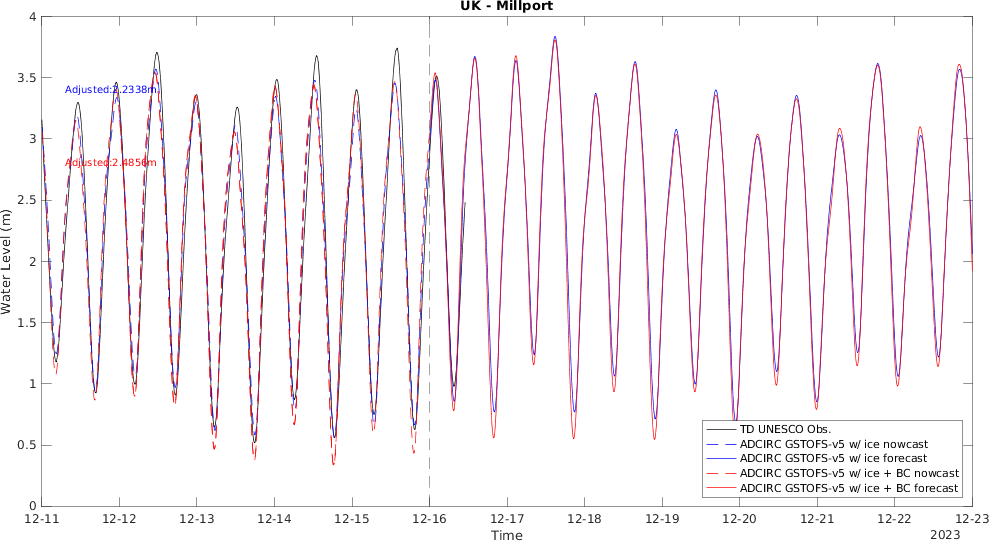 UK - Millport
4
3.5
3
2.5
2
1.5
1
0.5
0
Water Level (m)
Adjusted:2.2338m
Adjusted:2.4856m
TD UNESCO Obs.
ADCIRC GSTOFS-v5 w/ ice nowcast
ADCIRC GSTOFS-v5 w/ ice forecast
ADCIRC GSTOFS-v5 w/ ice + BC nowcast
ADCIRC GSTOFS-v5 w/ ice + BC forecast
12-11 12-12 12-13 12-14 12-15 12-16 12-17 12-18 12-19 12-20 12-21 12-22 12-23
Time
2023